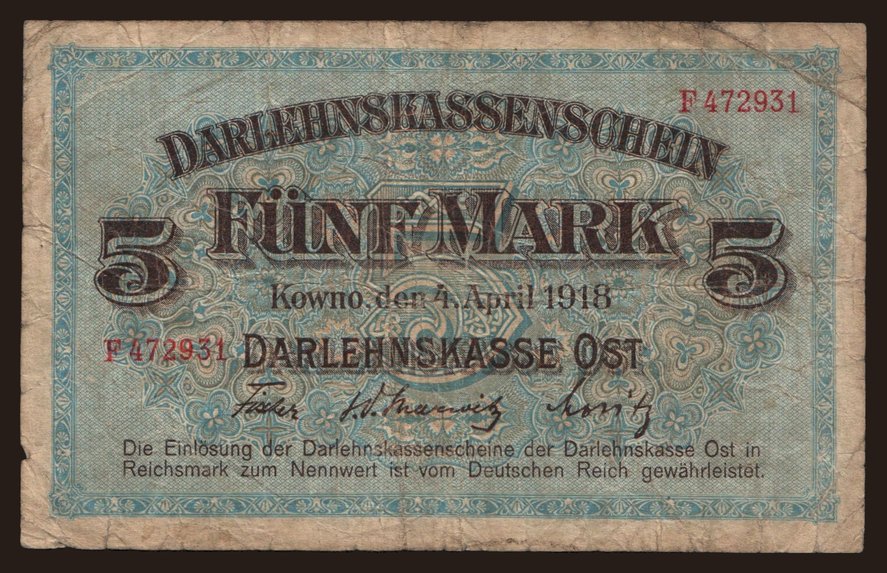 F 472931
DARLEHNSKASSENSCHEIN
5 FÜNF MARK 5
Kowno, den 4. April 1918
F 472931 DARLEHNSKASSE OST
Die Einlösung der Darlehnskassenscheine der Darlehnskasse Ost in
Reichsmark zum Nennwert ist vom Deutschen Reich gewährleistet.